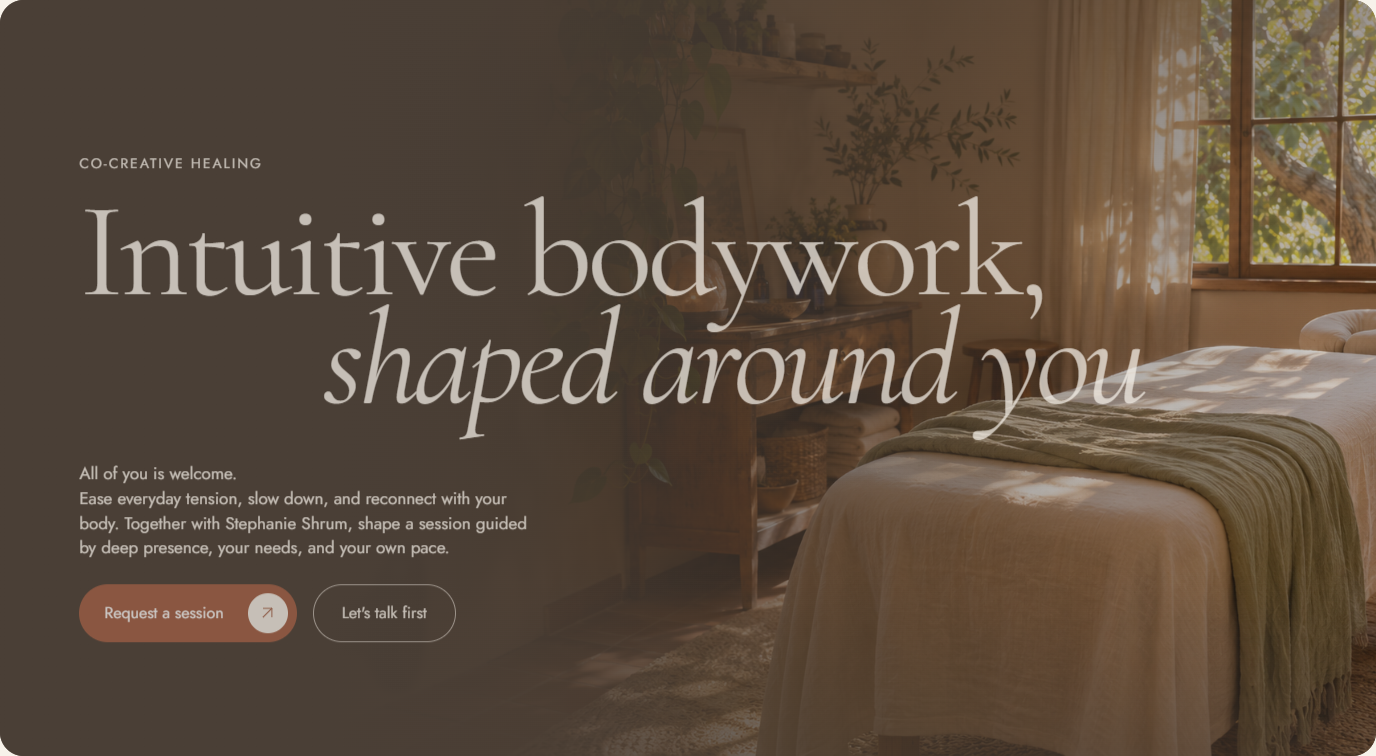 CO-CREATIVE HEALING
Intuitive bodywork,
shaped around you
All of you is welcome.
Ease everyday tension, slow down, and reconnect with your
body. Together with Stephanie Shrum, shape a session guided
by deep presence, your needs, and your own pace.
Request a session
Let's talk first